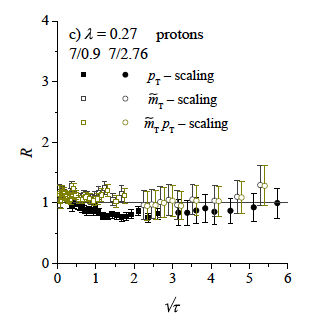 4
c) λ = 0.27 protons
7/0.9 7/2.76
p_T – scaling
m̃_T – scaling
m̃_T p_T – scaling
3
R
2
1
0
0 1 2 3 4 5 6
√τ